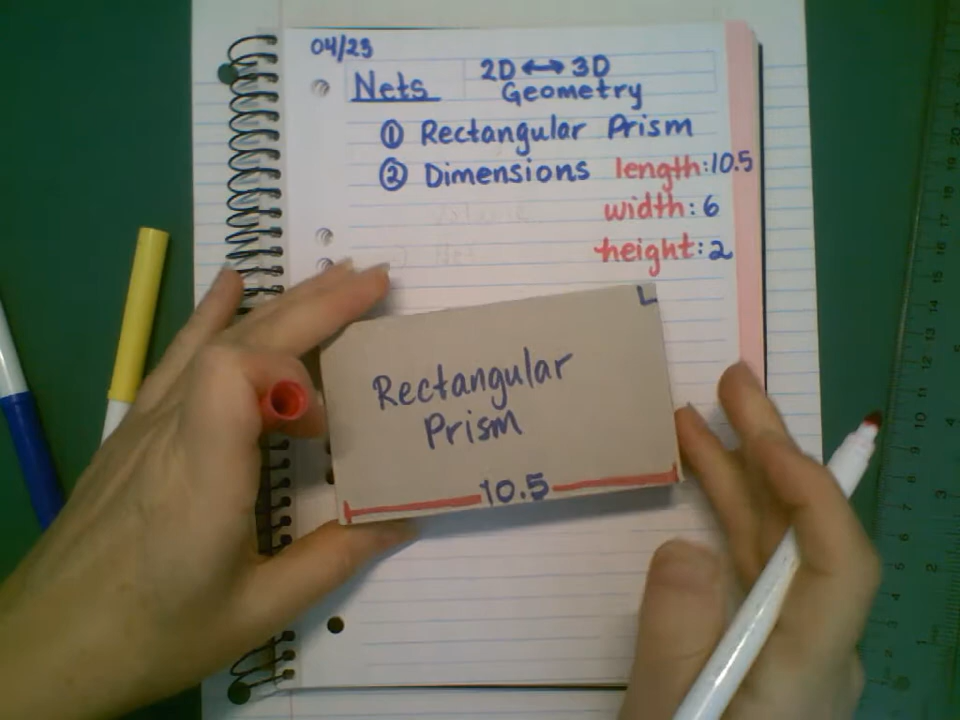 04/23
Nets
2D ↔ 3D
Geometry
① Rectangular Prism
② Dimensions length: 10.5
width: 6
height: 2
Rectangular
Prism
10.5